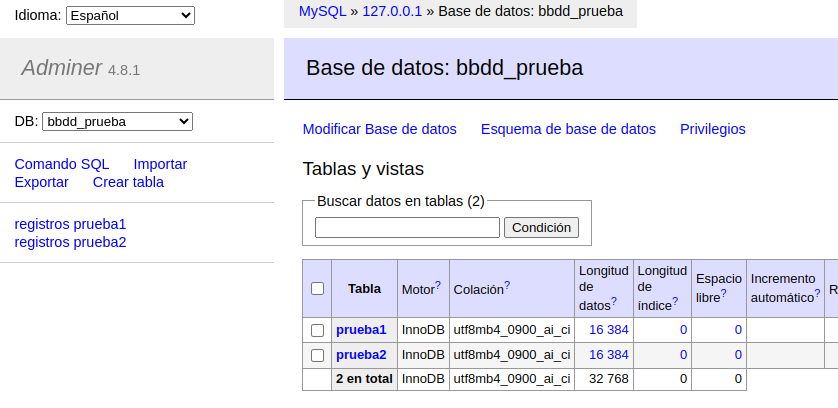 Idioma: Español
MySQL » 127.0.0.1 » Base de datos: bbdd_prueba
Adminer 4.8.1
Base de datos: bbdd_prueba
DB: bbdd_prueba
Modificar Base de datos Esquema de base de datos Privilegios
Comando SQL Importar
Exportar Crear tabla
Tablas y vistas
registros prueba1
registros prueba2
Buscar datos en tablas (2)
Condición
Tabla Motor? Colación? Longitud de datos? Longitud de índice? Espacio libre? Incremento automático? R
prueba1 InnoDB utf8mb4_0900_ai_ci 16 384 0 0
prueba2 InnoDB utf8mb4_0900_ai_ci 16 384 0 0
2 en total InnoDB utf8mb4_0900_ai_ci 32 768 0 0